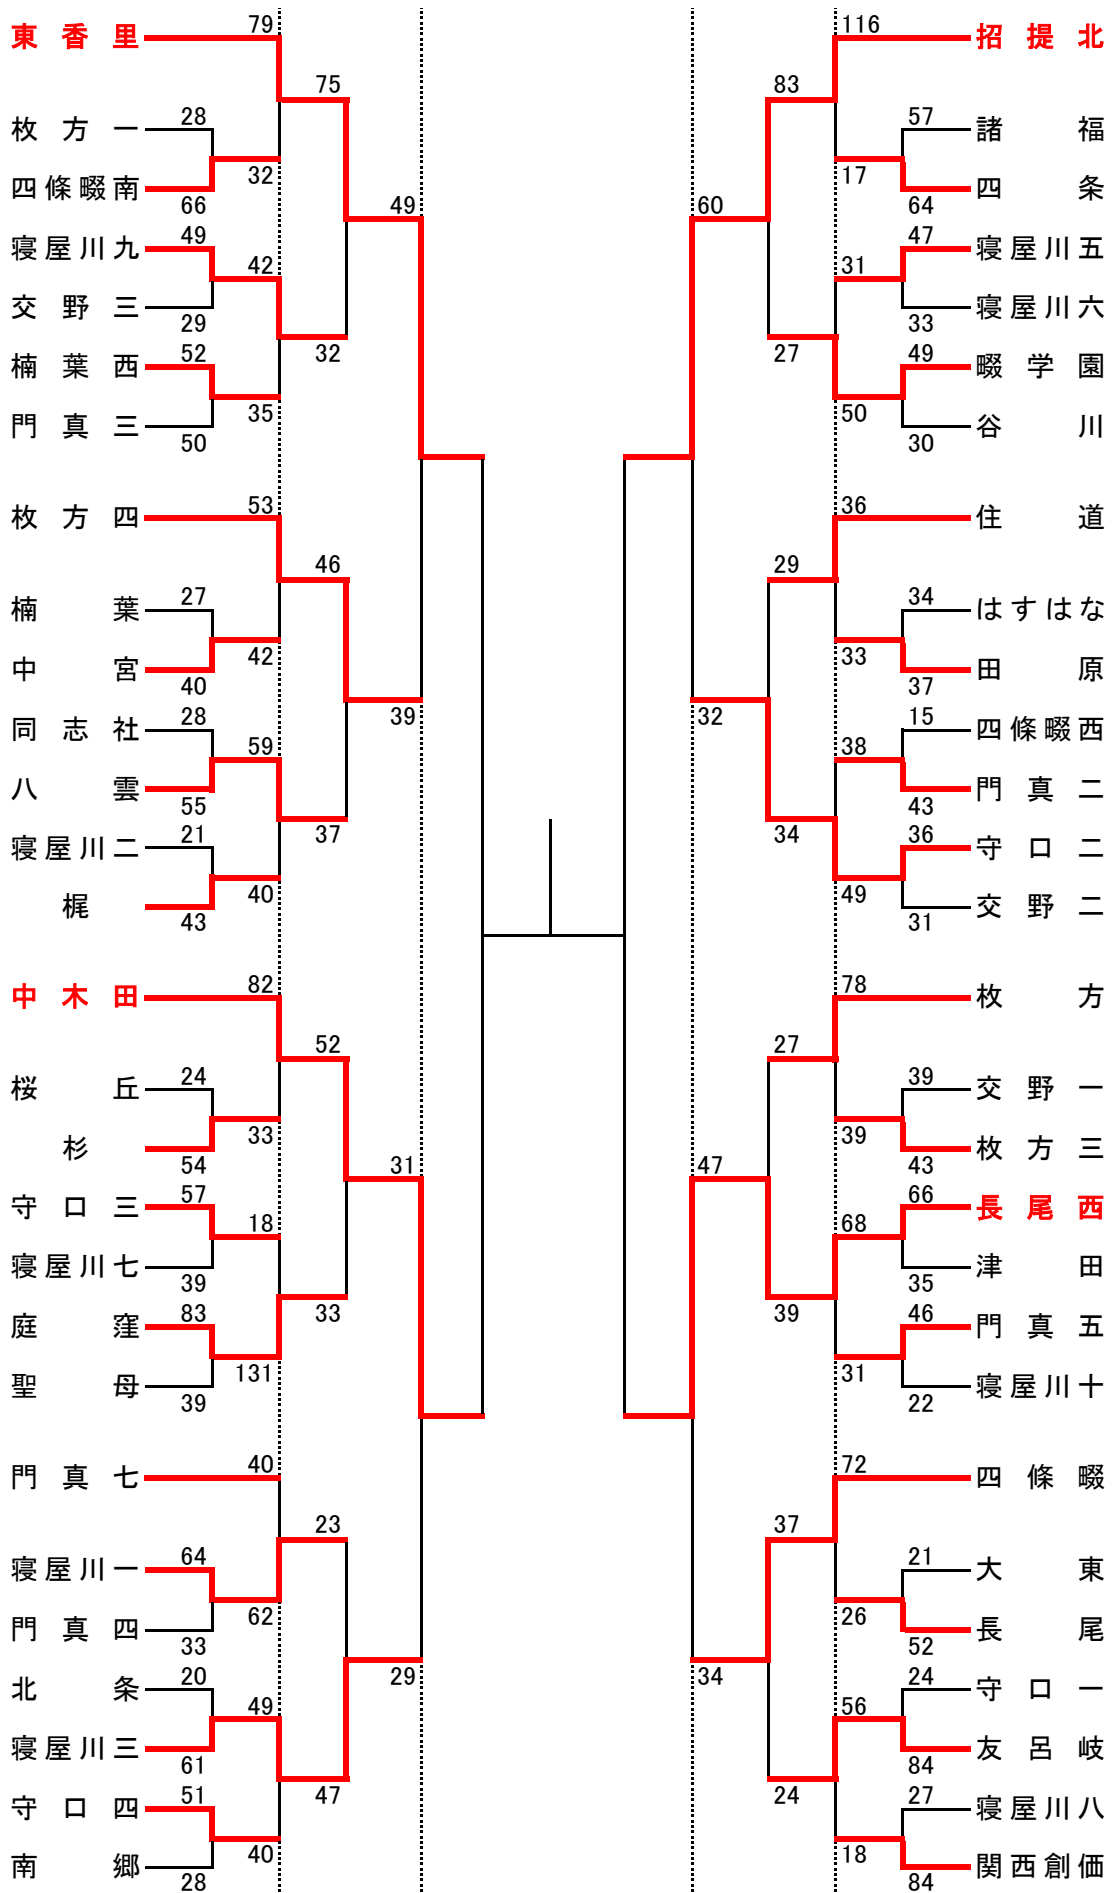 79 116
東香里 招提北
75 83
28 57
枚方一 諸福
32 17
四條畷南 四条
66 64
49 60
49 47
寝屋川九 寝屋川五
42 31
交野三 寝屋川六
29 33
32 27
52 49
楠葉西 畷学園
35 50
門真三 谷川
50 30
53 36
枚方四 住道
46 29
27 34
楠葉 はすはな
42 33
中宮 田原
40 37
39 32
28 15
同志社 四條畷西
59 38
八雲 門真二
55 43
37 34
21 36
寝屋川二 守口二
40 49
梶 交野二
43 31
82 78
中木田 枚方
52 27
24 39
桜丘 交野一
33 39
杉 枚方三
54 43
31 47
57 66
守口三 長尾西
18 68
寝屋川七 津田
39 35
33 39
83 46
庭窪 門真五
131 31
聖母 寝屋川十
39 22
40 72
門真七 四條畷
23 37
64 21
寝屋川一 大東
62 26
門真四 長尾
33 52
29 34
20 24
北条 守口一
49 56
寝屋川三 友呂岐
61 84
47 24
51 27
守口四 寝屋川八
40 18
南郷 関西創価
28 84